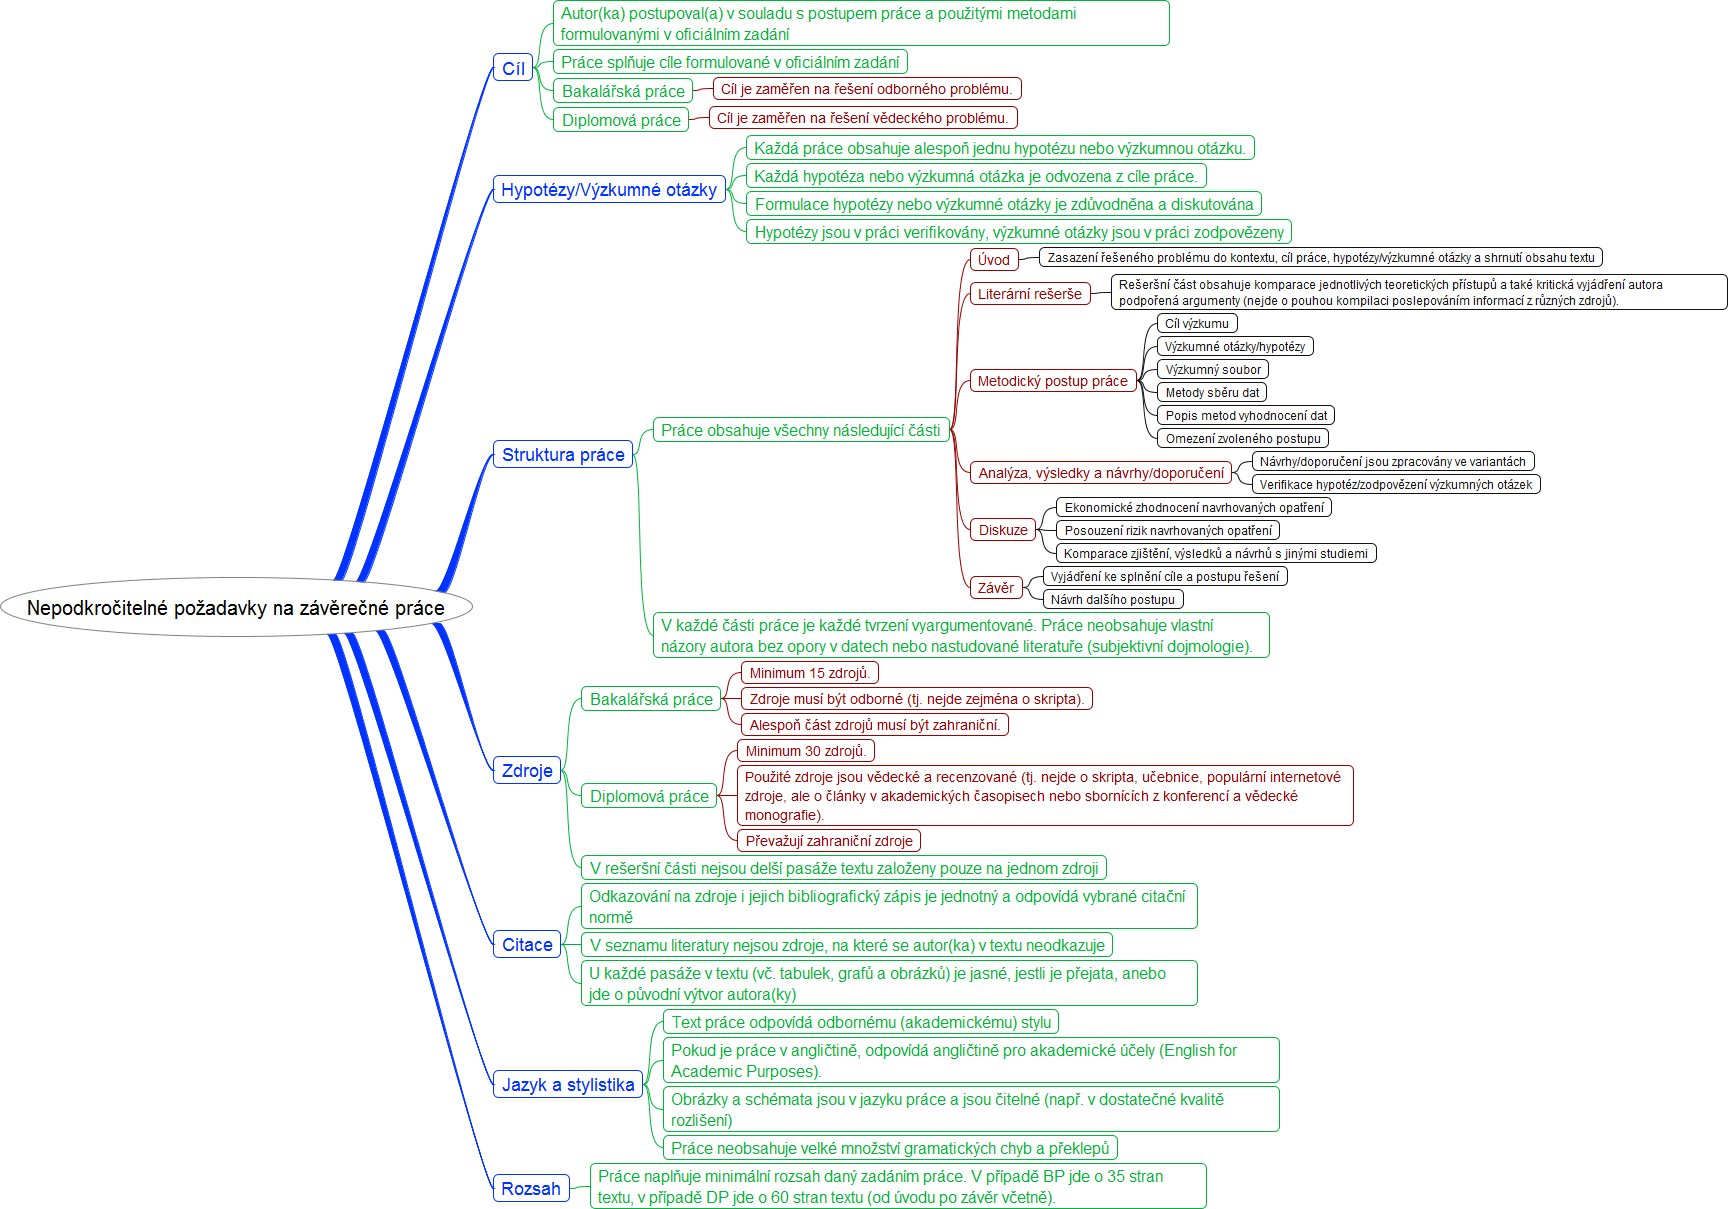 Nepodkročitelné požadavky na závěrečné práce
Cíl
Autor(ka) postupoval(a) v souladu s postupem práce a použitými metodami
formulovanými v oficiálním zadání
Práce splňuje cíle formulované v oficiálním zadání
Bakalářská práce
Cíl je zaměřen na řešení odborného problému.
Diplomová práce
Cíl je zaměřen na řešení vědeckého problému.
Hypotézy/Výzkumné otázky
Každá práce obsahuje alespoň jednu hypotézu nebo výzkumnou otázku.
Každá hypotéza nebo výzkumná otázka je odvozena z cíle práce.
Formulace hypotézy nebo výzkumné otázky je zdůvodněna a diskutována
Hypotézy jsou v práci verifikovány, výzkumné otázky jsou v práci zodpovězeny
Struktura práce
Práce obsahuje všechny následující části
Úvod
Zasazení řešeného problému do kontextu, cíl práce, hypotézy/výzkumné otázky a shrnutí obsahu textu
Literární rešerše
Rešeršní část obsahuje komparace jednotlivých teoretických přístupů a také kritická vyjádření autora
podpořená argumenty (nejde o pouhou kompilaci poslepováním informací z různých zdrojů).
Metodický postup práce
Cíl výzkumu
Výzkumné otázky/hypotézy
Výzkumný soubor
Metody sběru dat
Popis metod vyhodnocení dat
Omezení zvoleného postupu
Analýza, výsledky a návrhy/doporučení
Návrhy/doporučení jsou zpracovány ve variantách
Verifikace hypotéz/zodpovězení výzkumných otázek
Diskuze
Ekonomické zhodnocení navrhovaných opatření
Posouzení rizik navrhovaných opatření
Komparace zjištění, výsledků a návrhů s jinými studiemi
Závěr
Vyjádření ke splnění cíle a postupu řešení
Návrh dalšího postupu
V každé části práce je každé tvrzení vyargumentované. Práce neobsahuje vlastní
názory autora bez opory v datech nebo nastudované literatuře (subjektivní dojmologie).
Zdroje
Bakalářská práce
Minimum 15 zdrojů.
Zdroje musí být odborné (tj. nejde zejména o skripta).
Alespoň část zdrojů musí být zahraniční.
Diplomová práce
Minimum 30 zdrojů.
Použité zdroje jsou vědecké a recenzované (tj. nejde o skripta, učebnice, populární internetové
zdroje, ale o články v akademických časopisech nebo sbornících z konferencí a vědecké
monografie).
Převažují zahraniční zdroje
V rešeršní části nejsou delší pasáže textu založeny pouze na jednom zdroji
Citace
Odkazování na zdroje i jejich bibliografický zápis je jednotný a odpovídá vybrané citační
normě
V seznamu literatury nejsou zdroje, na které se autor(ka) v textu neodkazuje
U každé pasáže v textu (vč. tabulek, grafů a obrázků) je jasné, jestli je přejata, anebo
jde o původní výtvor autora(ky)
Jazyk a stylistika
Text práce odpovídá odbornému (akademickému) stylu
Pokud je práce v angličtině, odpovídá angličtině pro akademické účely (English for
Academic Purposes).
Obrázky a schémata jsou v jazyku práce a jsou čitelné (např. v dostatečné kvalitě
rozlišení)
Práce neobsahuje velké množství gramatických chyb a překlepů
Rozsah
Práce naplňuje minimální rozsah daný zadáním práce. V případě BP jde o 35 stran
textu, v případě DP jde o 60 stran textu (od úvodu po závěr včetně).